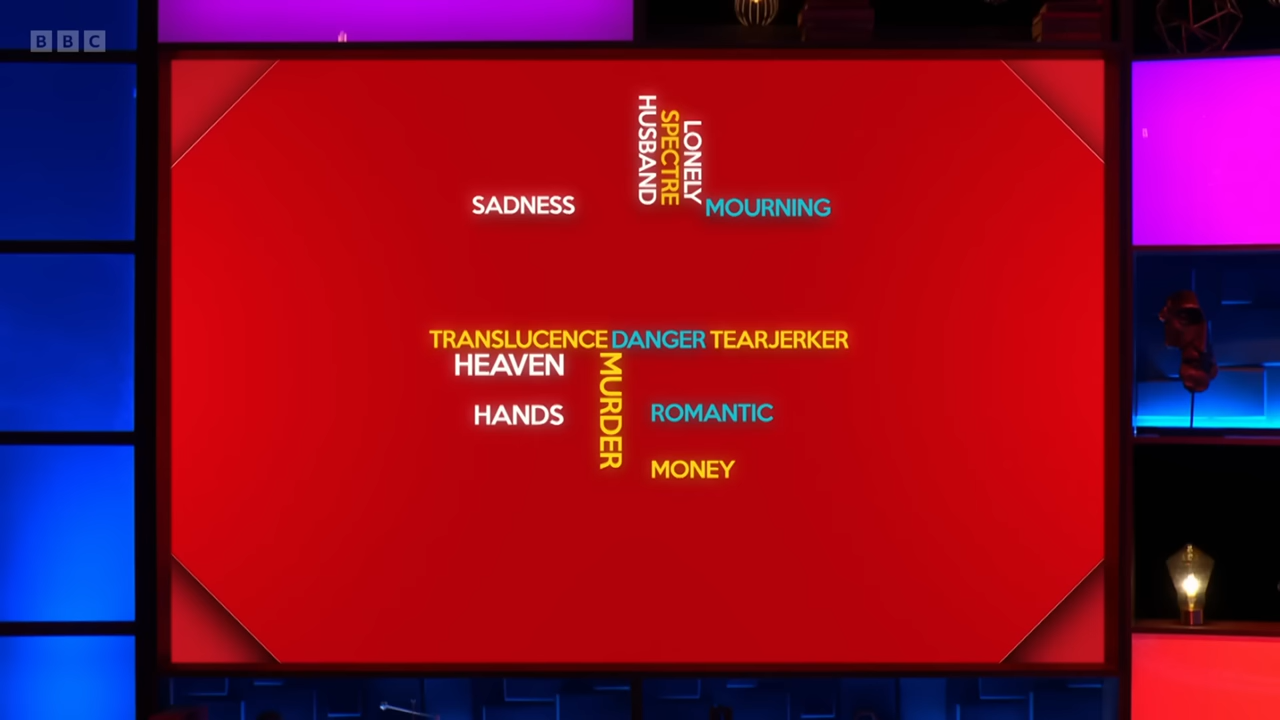 BBC
HUSBAND
SPECTRE
LONELY
SADNESS
MOURNING
TRANSLUCENCE DANGER TEARJERKER
HEAVEN
MURDER
HANDS
ROMANTIC
MONEY